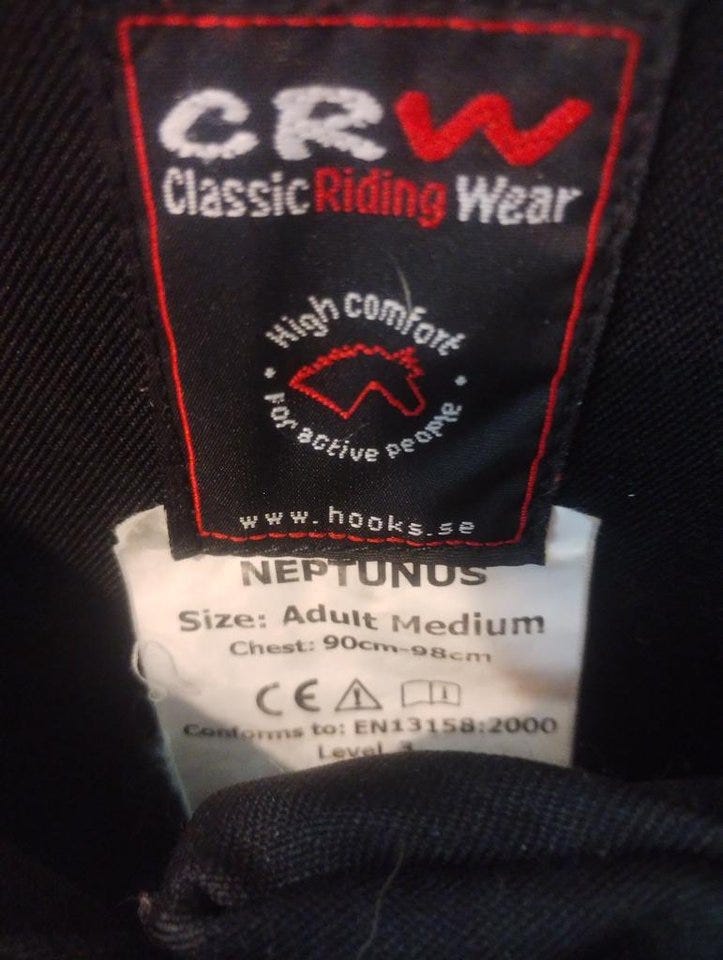 CRW
Classic Riding Wear
High comfort
For active people
www.hooks.se
NEPTUNUS
Size: Adult Medium
Chest: 90cm-98cm
CE
Conforms to: EN13158:2000
Level 3